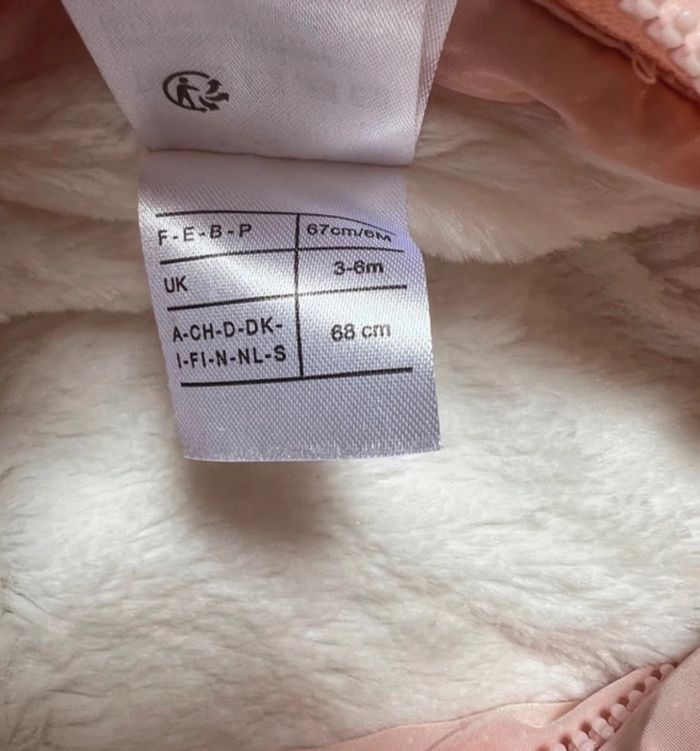 F-E-B-P 67cm/6M
UK 3-6m
A-CH-D-DK- 68 cm
I-FI-N-NL-S